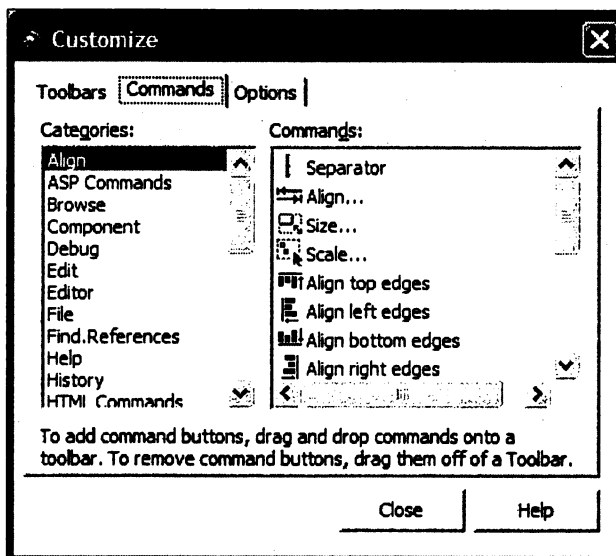 Customize
Toolbars Commands Options
Categories:
Align
ASP Commands
Browse
Component
Debug
Edit
Editor
File
Find.References
Help
History
HTML Commands
Commands:
Separator
Align...
Size...
Scale...
Align top edges
Align left edges
Align bottom edges
Align right edges
To add command buttons, drag and drop commands onto a
toolbar. To remove command buttons, drag them off of a Toolbar.
Close Help